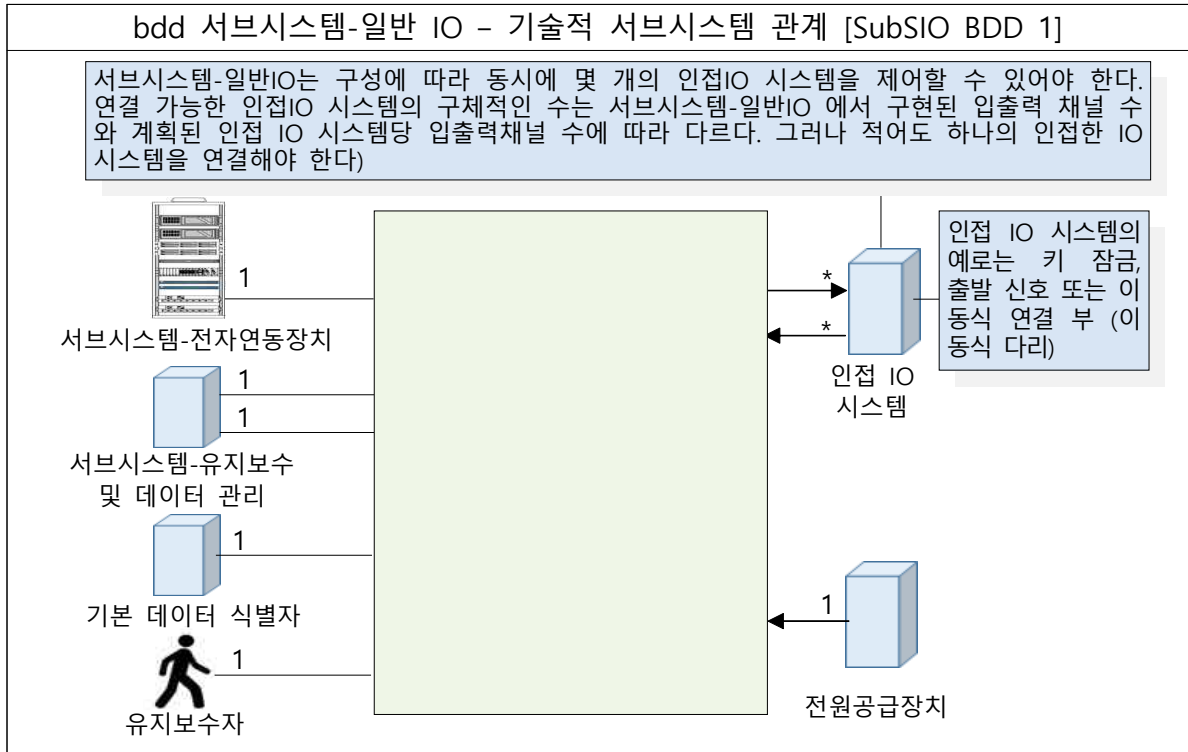 bdd 서브시스템-일반 IO – 기술적 서브시스템 관계 [SubSIO BDD 1]
서브시스템-일반IO는 구성에 따라 동시에 몇 개의 인접IO 시스템을 제어할 수 있어야 한다.
연결 가능한 인접IO 시스템의 구체적인 수는 서브시스템-일반IO 에서 구현된 입출력 채널 수
와 계획된 인접 IO 시스템당 입출력채널 수에 따라 다르다. 그러나 적어도 하나의 인접한 IO
시스템을 연결해야 한다)
1
서브시스템-전자연동장치
1
1
서브시스템-유지보수
및 데이터 관리
1
기본 데이터 식별자
1
유지보수자
*
*
인접 IO
시스템
인접 IO 시스템의
예로는 키 잠금,
출발 신호 또는 이
동식 연결 부 (이
동식 다리)
1
전원공급장치